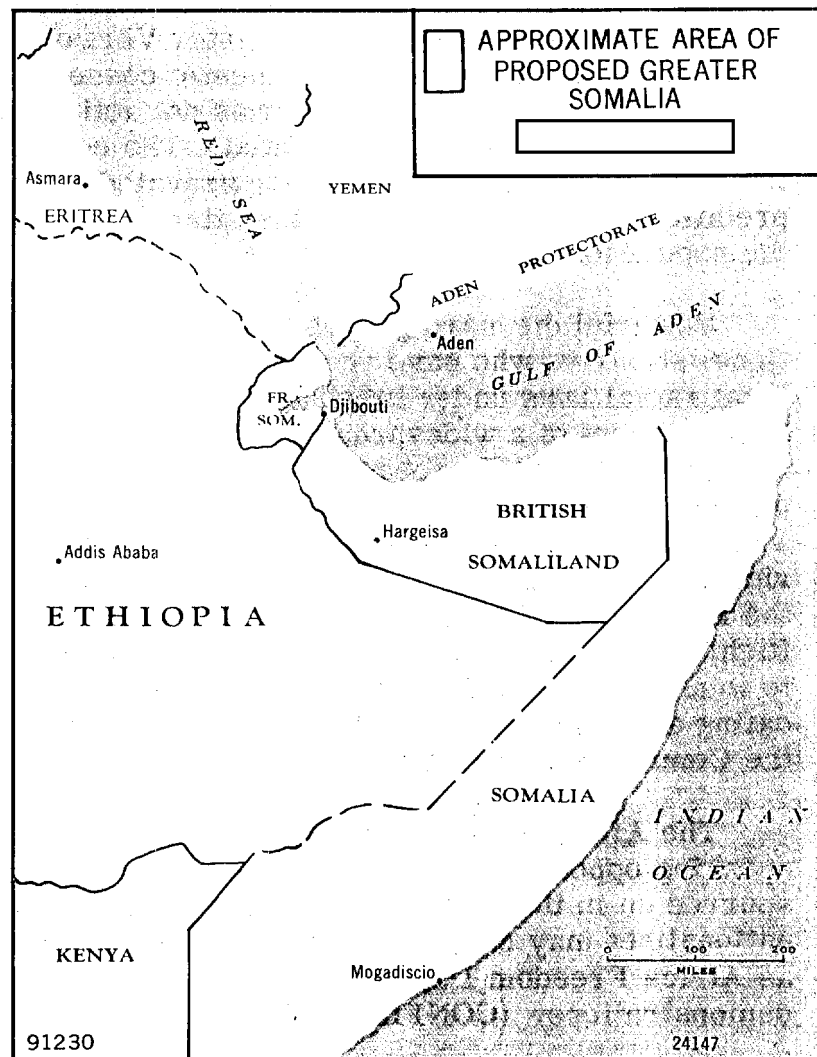 APPROXIMATE AREA OF
PROPOSED GREATER
SOMALIA
RED SEA
Asmara
YEMEN
ERITREA
ADEN PROTECTORATE
Aden
GULF OF ADEN
FR.
SOM.
Djibouti
BRITISH
SOMALILAND
Hargeisa
Addis Ababa
ETHIOPIA
SOMALIA
INDIAN
OCEAN
KENYA
0 100 200
MILES
Mogadiscio
91230
24147